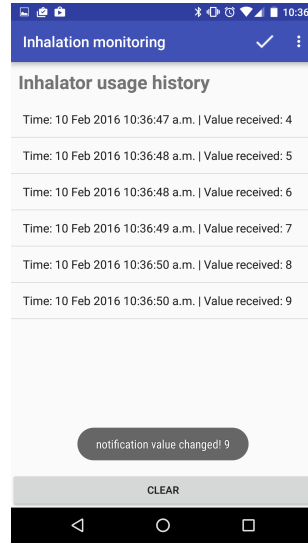 10:36
Inhalation monitoring
Inhalator usage history
Time: 10 Feb 2016 10:36:47 a.m. | Value received: 4
Time: 10 Feb 2016 10:36:48 a.m. | Value received: 5
Time: 10 Feb 2016 10:36:48 a.m. | Value received: 6
Time: 10 Feb 2016 10:36:49 a.m. | Value received: 7
Time: 10 Feb 2016 10:36:50 a.m. | Value received: 8
Time: 10 Feb 2016 10:36:50 a.m. | Value received: 9
notification value changed! 9
CLEAR